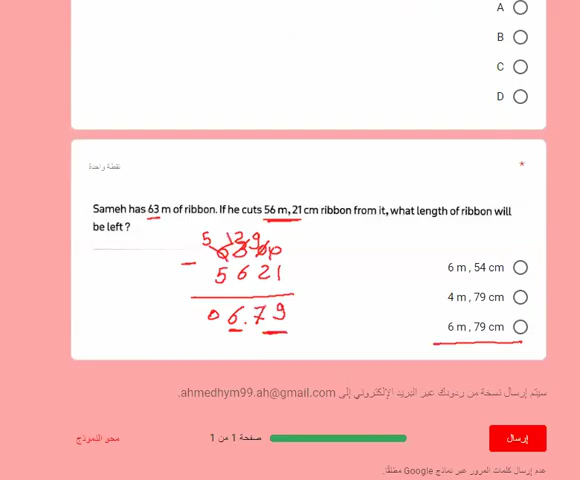 A
B
C
D
نقطة واحدة
*
Sameh has 63 m of ribbon. If he cuts 56 m, 21 cm ribbon from it, what length of ribbon will
be left?
5 12 9
- 5 6 2 1
0 6.79
6 m, 54 cm
4 m, 79 cm
6 m, 79 cm
سيتم إرسال نسخة من ردودك عبر البريد الإلكتروني إلى ahmedhym99.ah@gmail.com.
إرسال
صفحة 1 من 1
محو النموذج
عدم إرسال كلمات المرور عبر نماذج Google مطلقًا.